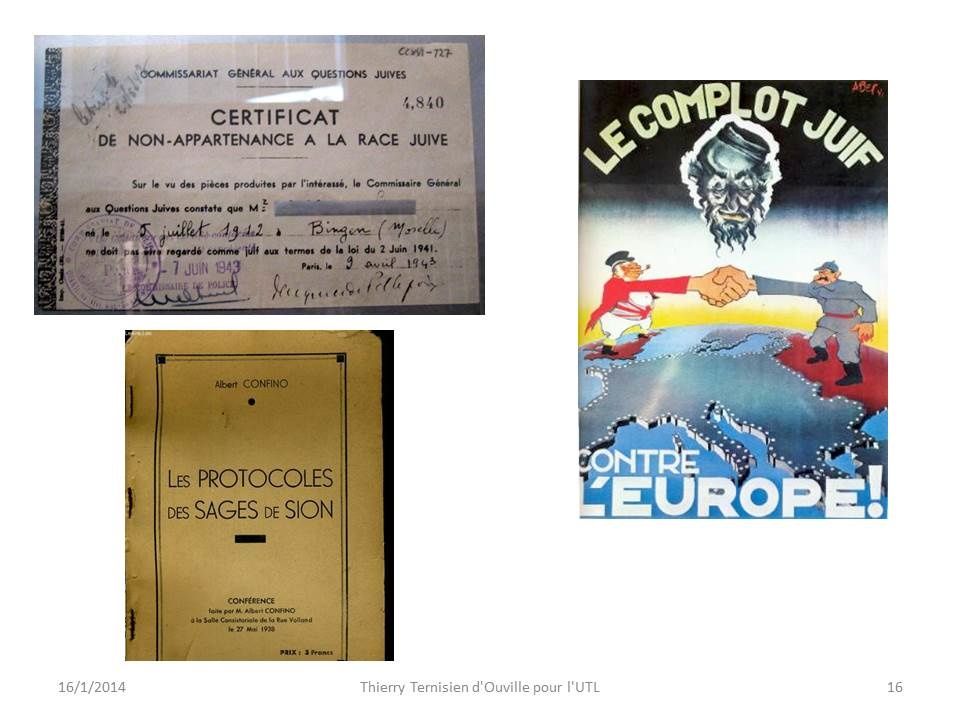 CCXVI-727
COMMISSARIAT GÉNÉRAL AUX QUESTIONS JUIVES
4,840
CERTIFICAT
DE NON-APPARTENANCE A LA RACE JUIVE
Sur le vu des pièces produites par l'intéressé, le Commissaire Général
aux Questions Juives constate que M
né le 5 juillet 1912 à Bingen (Moselle)
ne doit pas être regardé comme juif aux termes de la loi du 2 Juin 1941.
Paris, le 9 avril 1943
- 7 JUIN 1943
COMMISSAIRE DE POLICE
LE COMPLOT JUIF
CONTRE
L'EUROPE!
Albert CONFINO
LES PROTOCOLES
DES SAGES DE SION
CONFÉRENCE
faite par M. Albert CONFINO
à la Salle Consistoriale de la Rue Volland
le 27 Mai 1938
PRIX : 3 Francs
16/1/2014
Thierry Ternisien d'Ouville pour l'UTL
16